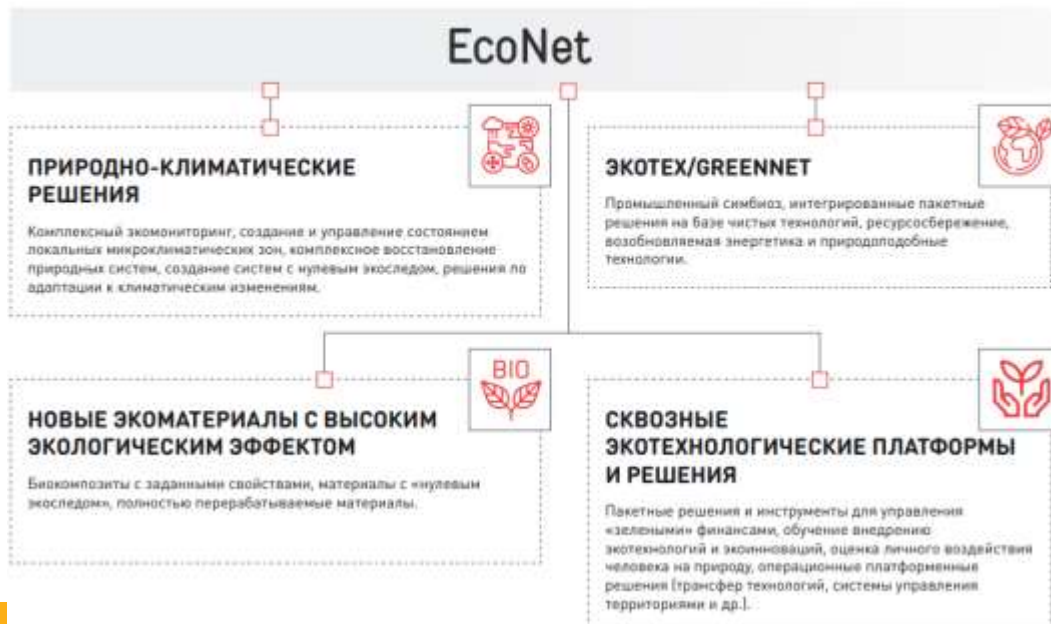 EcoNet
ПРИРОДНО-КЛИМАТИЧЕСКИЕ
РЕШЕНИЯ
Комплексный экомониторинг, создание и управление состоянием
локальных микроклиматических зон, комплексное восстановление
природных систем, создание систем с нулевым экоследом, решения по
адаптации к климатическим изменениям.
ЭКОТЕХ/GREENNET
Промышленный симбиоз, интегрированные пакетные
решения на базе чистых технологий, ресурсосбережение,
возобновляемая энергетика и природоподобные
технологии.
BIO
НОВЫЕ ЭКОМАТЕРИАЛЫ С ВЫСОКИМ
ЭКОЛОГИЧЕСКИМ ЭФФЕКТОМ
Биокомпозиты с заданными свойствами, материалы с «нулевым
экоследом», полностью перерабатываемые материалы.
СКВОЗНЫЕ
ЭКОТЕХНОЛОГИЧЕСКИЕ ПЛАТФОРМЫ
И РЕШЕНИЯ
Пакетные решения и инструменты для управления
«зелеными» финансами, обучение внедрению
экотехнологий и экоинноваций, оценка личного воздействия
человека на природу, операционные платформенные
решения (трансфер технологий, системы управления
территориями и др.).